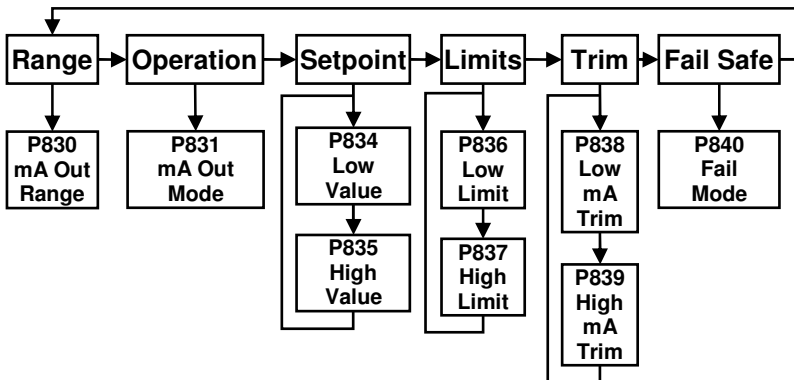 Range
Operation
Setpoint
Limits
Trim
Fail Safe
P830
mA Out
Range
P831
mA Out
Mode
P834
Low
Value
P835
High
Value
P836
Low
Limit
P837
High
Limit
P838
Low
mA
Trim
P839
High
mA
Trim
P840
Fail
Mode